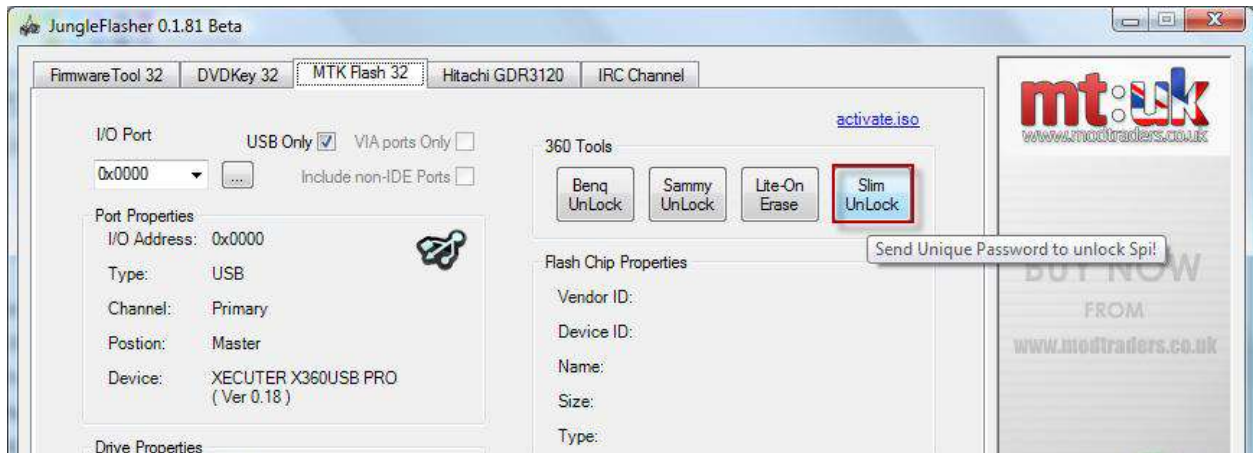 JungleFlasher 0.1.81 Beta
Firmware Tool 32
DVDKey 32
MTK Flash 32
Hitachi GDR3120
IRC Channel
I/O Port
USB Only
VIA ports Only
0x0000
...
Include non-IDE Ports
Port Properties
I/O Address: 0x0000
Type: USB
Channel: Primary
Postion: Master
Device: XECUTER X360USB PRO
( Ver 0.18 )
Drive Properties
activate.iso
360 Tools
Benq
UnLock
Sammy
UnLock
Lite-On
Erase
Slim
UnLock
Send Unique Password to unlock Spi!
Flash Chip Properties
Vendor ID:
Device ID:
Name:
Size:
Type:
mt:uk
www.modtraders.co.uk
BUY NOW
FROM
www.modtraders.co.uk